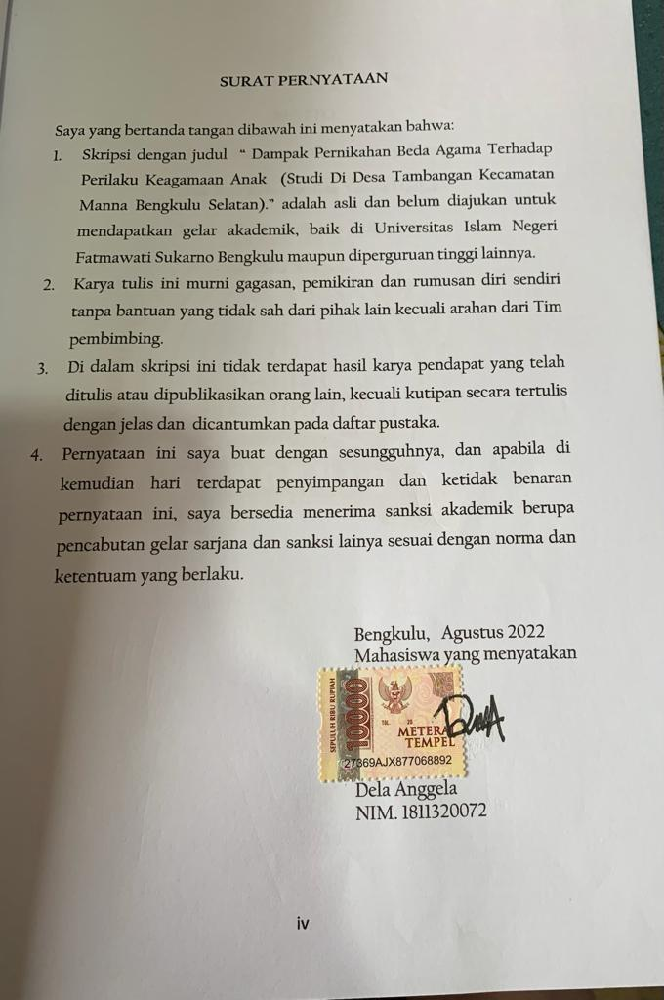 SURAT PERNYATAAN
Saya yang bertanda tangan dibawah ini menyatakan bahwa:
1. Skripsi dengan judul “ Dampak Pernikahan Beda Agama Terhadap
Perilaku Keagamaan Anak (Studi Di Desa Tambangan Kecamatan
Manna Bengkulu Selatan).” adalah asli dan belum diajukan untuk
mendapatkan gelar akademik, baik di Universitas Islam Negeri
Fatmawati Sukarno Bengkulu maupun diperguruan tinggi lainnya.
2. Karya tulis ini murni gagasan, pemikiran dan rumusan diri sendiri
tanpa bantuan yang tidak sah dari pihak lain kecuali arahan dari Tim
pembimbing.
3. Di dalam skripsi ini tidak terdapat hasil karya pendapat yang telah
ditulis atau dipublikasikan orang lain, kecuali kutipan secara tertulis
dengan jelas dan dicantumkan pada daftar pustaka.
4. Pernyataan ini saya buat dengan sesungguhnya, dan apabila di
kemudian hari terdapat penyimpangan dan ketidak benaran
pernyataan ini, saya bersedia menerima sanksi akademik berupa
pencabutan gelar sarjana dan sanksi lainya sesuai dengan norma dan
ketentuam yang berlaku.
Bengkulu, Agustus 2022
Mahasiswa yang menyatakan
SEPULUH RIBU RUPIAH
10000
TGL. 20
METERA
TEMPEL
27369AJX877068892
Dela Anggela
NIM. 1811320072
iv